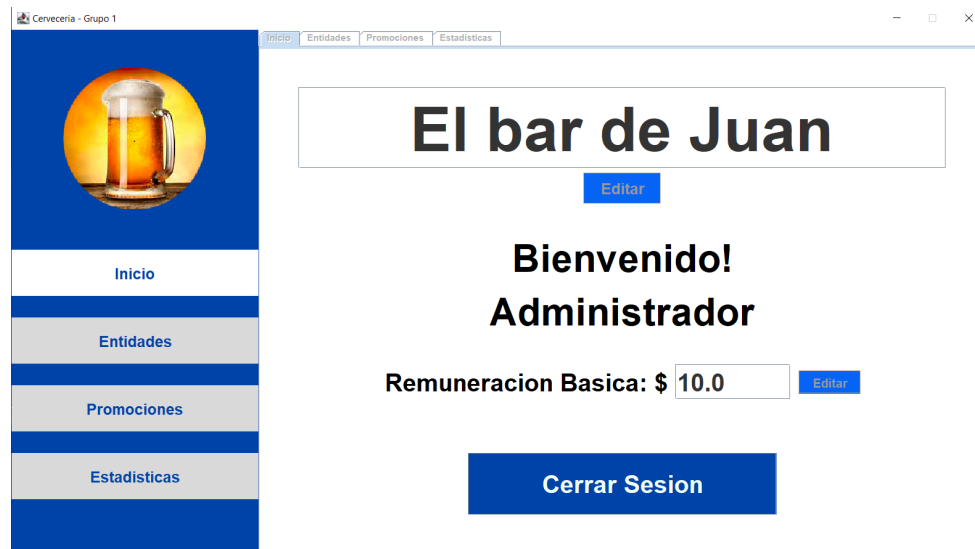 Cerveceria - Grupo 1
Inicio Entidades Promociones Estadisticas
El bar de Juan
Editar
Inicio
Entidades
Promociones
Estadisticas
Bienvenido!
Administrador
Remuneracion Basica: $ 10.0 Editar
Cerrar Sesion